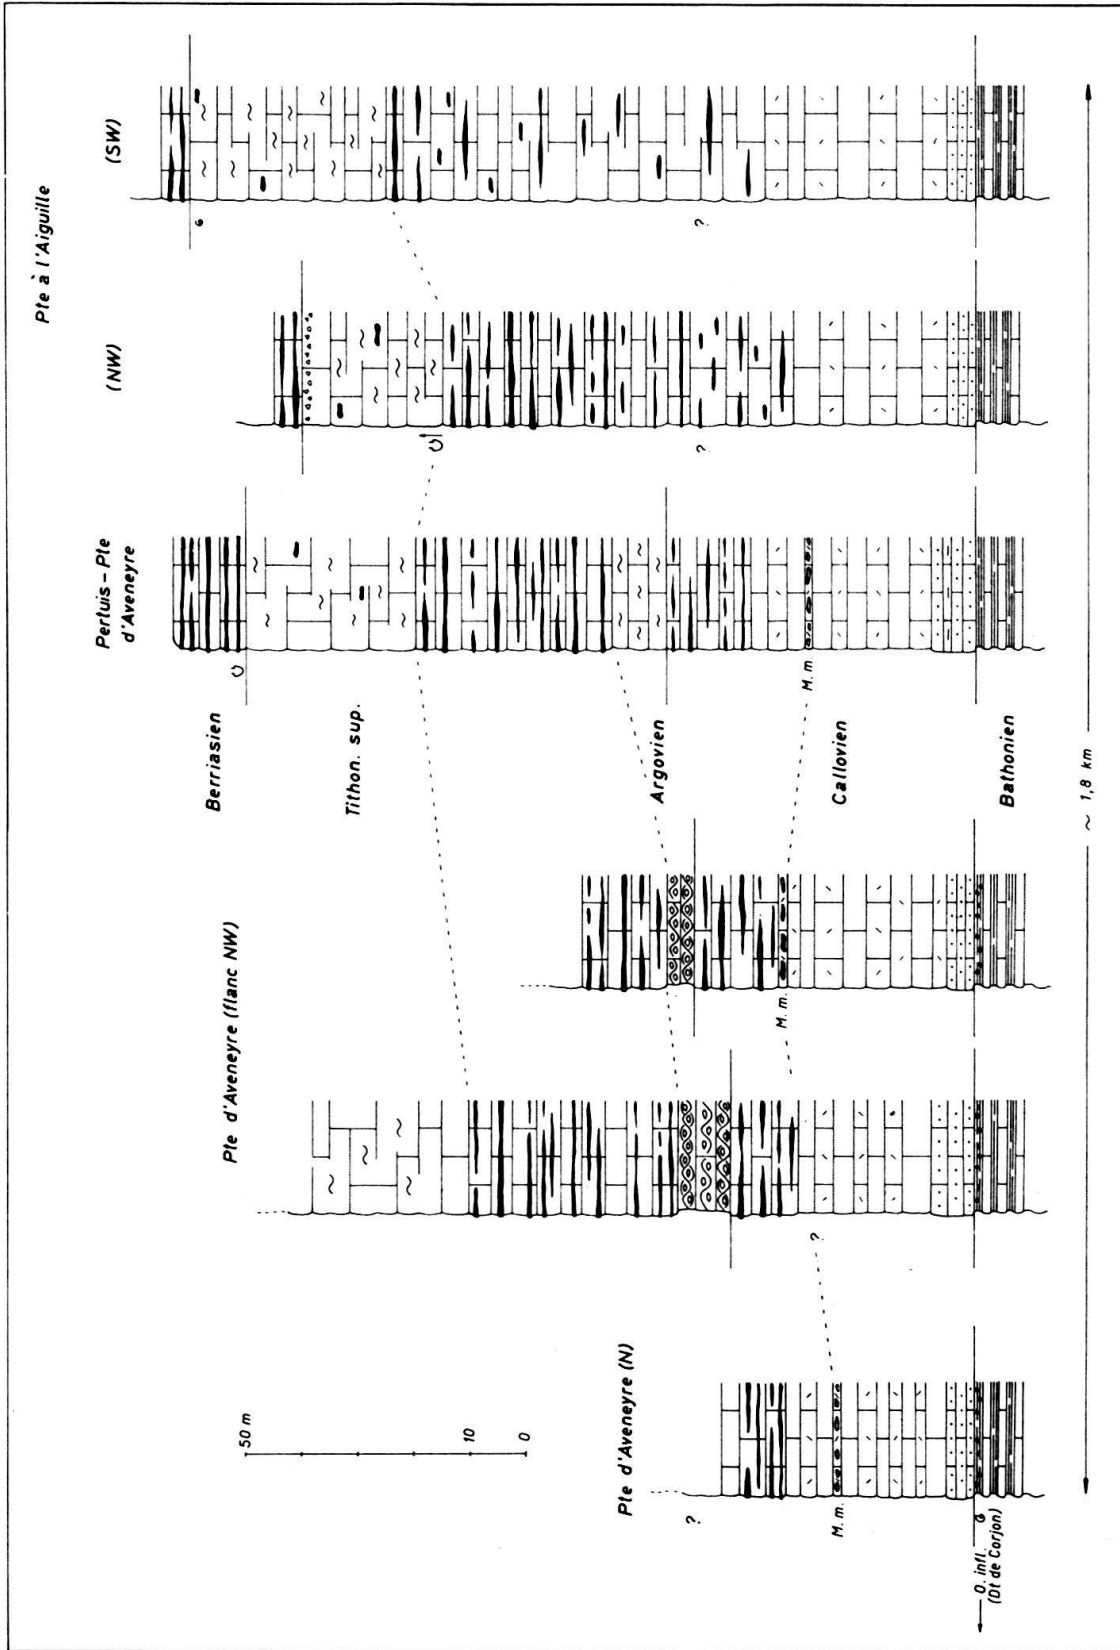 Pte à l'Aiguille
(NW)
(SW)
Pertuis - Pte
d'Aveneyre
Pte d'Aveneyre (flanc NW)
Pte d'Aveneyre (N)
50 m
10
0
Berriasien
Tithon. sup.
Argovien
Callovien
Bathonien
?
?
?
?
M. m.
M. m.
M. m.
O. infl.
(Dt de Corjon)
~ 1,8 km